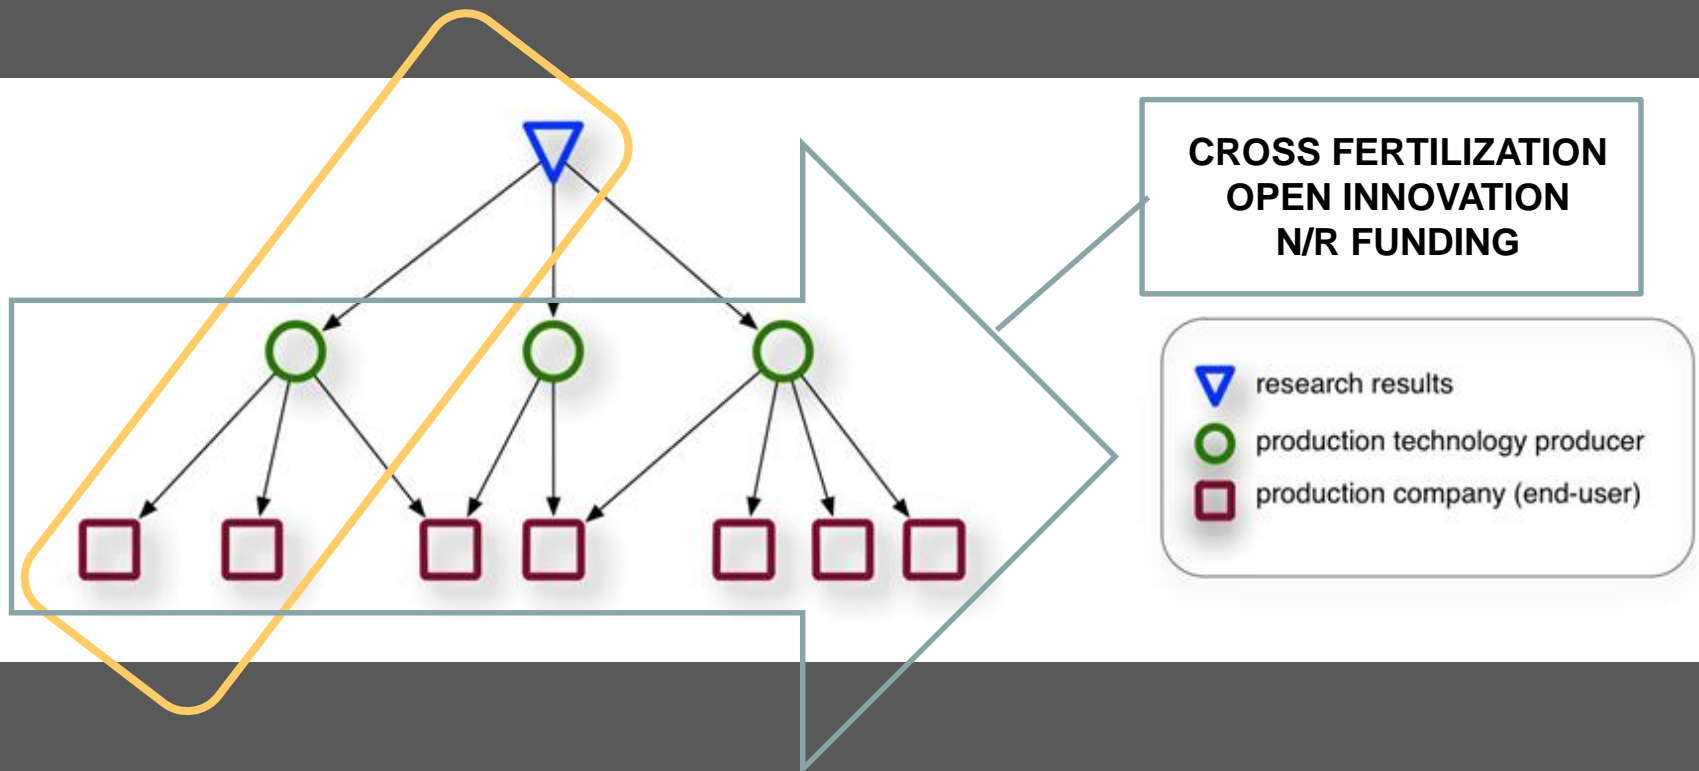 CROSS FERTILIZATION
OPEN INNOVATION
N/R FUNDING
research results
production technology producer
production company (end-user)